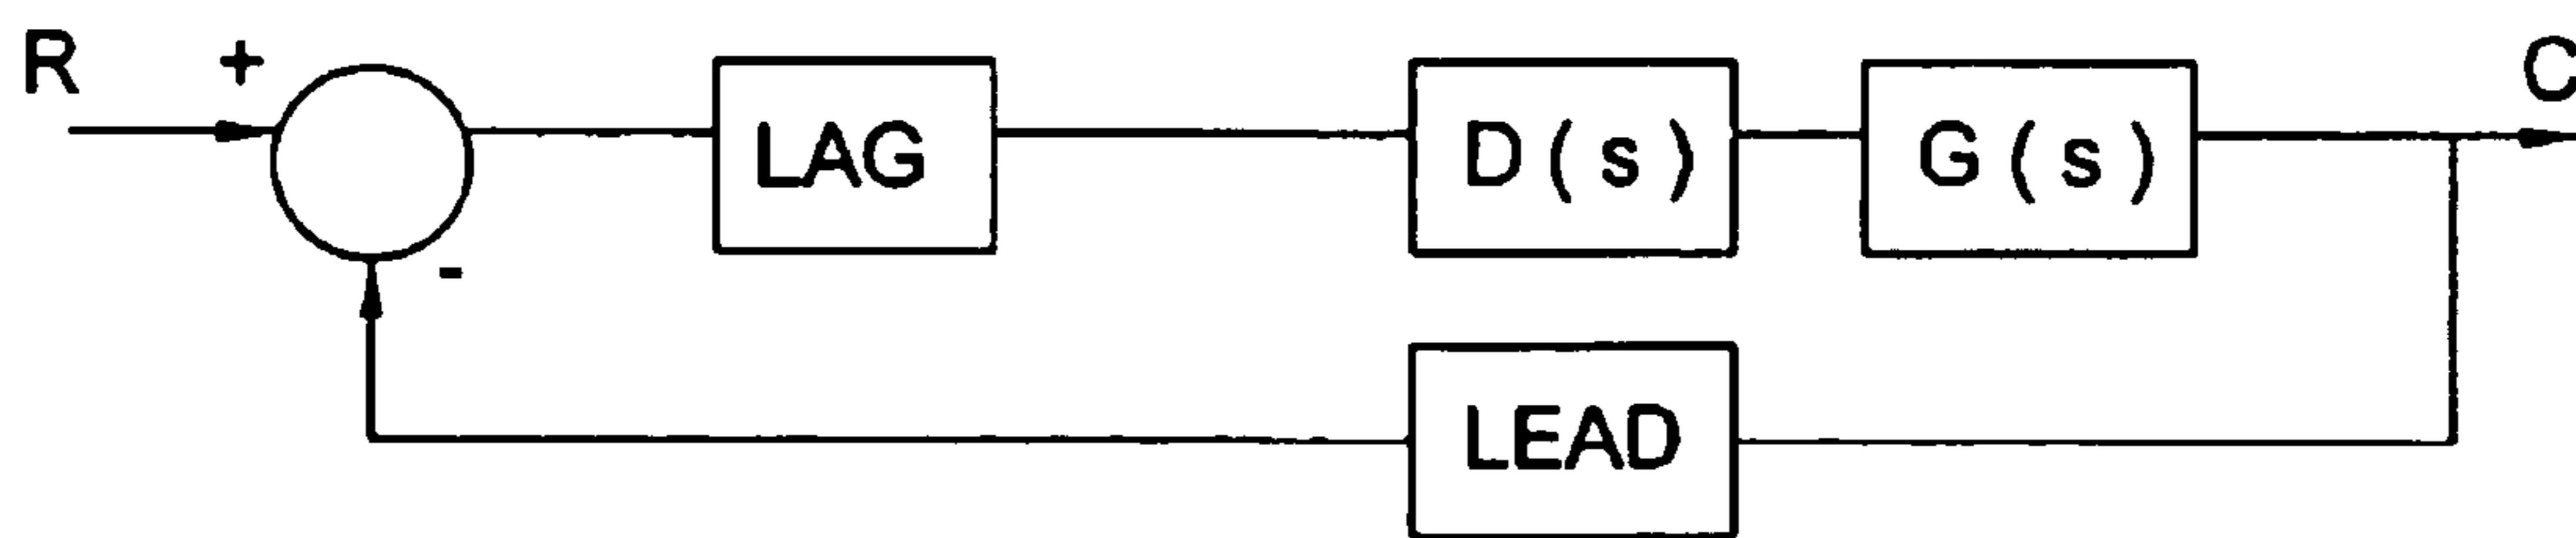 R
+
LAG
D ( s )
G ( s )
C
-
LEAD